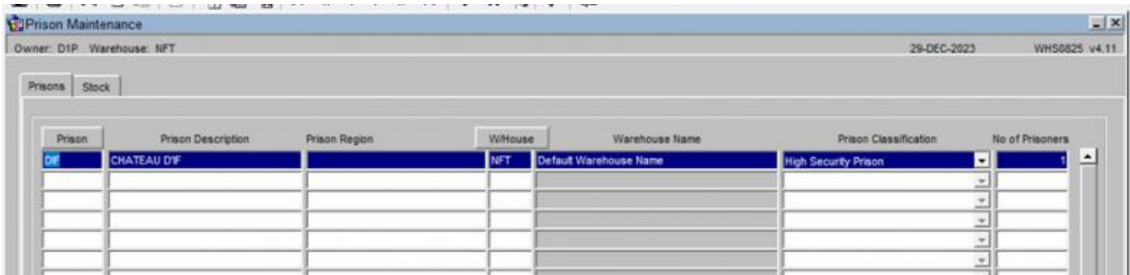 Prison Maintenance
Owner: D1P Warehouse: NFT 29-DEC-2023 WHS0825 v4.11
Prisons Stock
Prison Prison Description Prison Region W/House Warehouse Name Prison Classification No of Prisoners
DIF CHATEAU D'IF NFT Default Warehouse Name High Security Prison 1